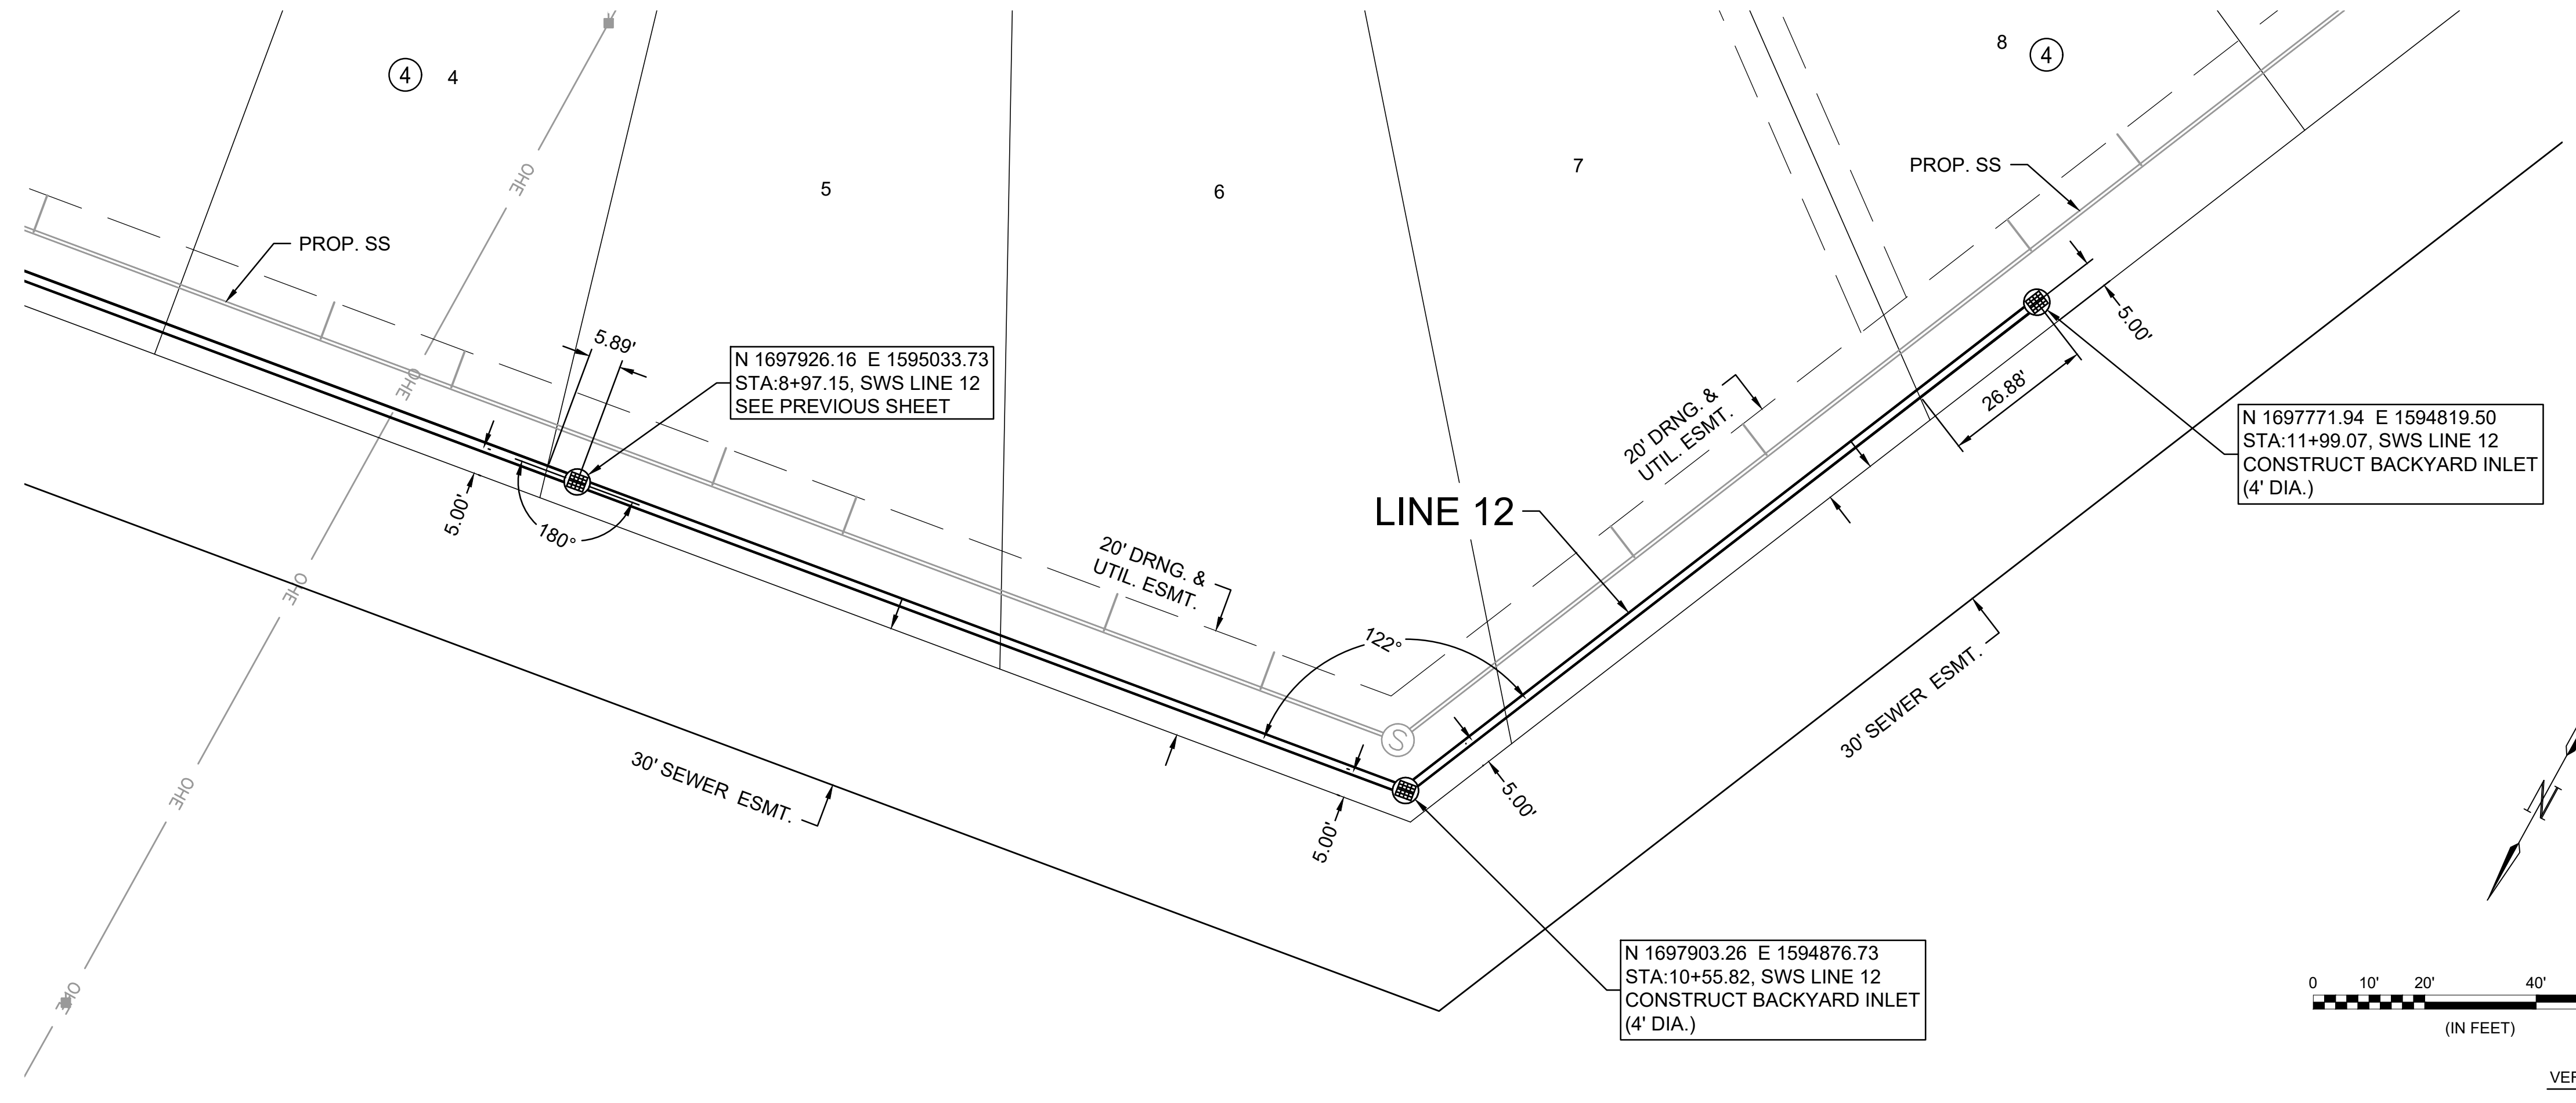 4 4
8 4
OHE
7
PROP. SS
5
6
PROP. SS
5.89'
5.00'
N 1697926.16 E 1595033.73
STA:8+97.15, SWS LINE 12
SEE PREVIOUS SHEET
OHE
26.88'
20' DRNG. &
UTIL. ESMT.
N 1697771.94 E 1594819.50
STA:11+99.07, SWS LINE 12
CONSTRUCT BACKYARD INLET
(4' DIA.)
5.00'
180°
LINE 12
20' DRNG. &
UTIL. ESMT.
OHE
122°
30' SEWER ESMT.
S
30' SEWER ESMT.
OHE
5.00'
5.00'
N
N 1697903.26 E 1594876.73
STA:10+55.82, SWS LINE 12
CONSTRUCT BACKYARD INLET
(4' DIA.)
OHE
0 10' 20' 40'
(IN FEET)